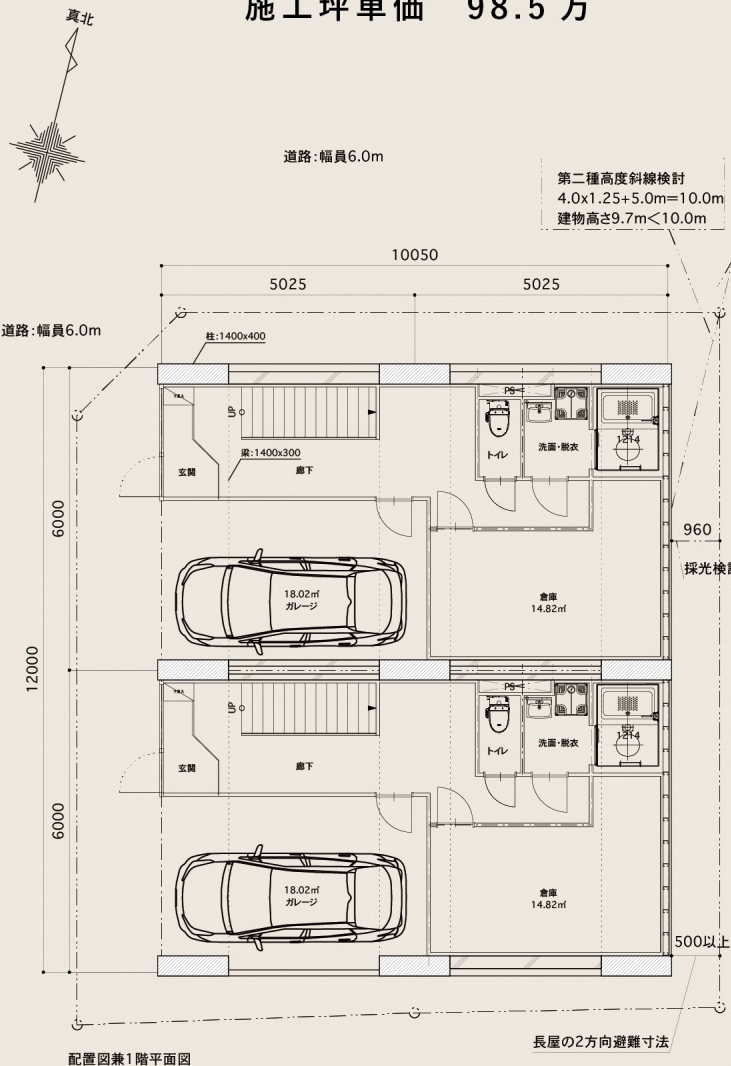 施工坪単価 98.5万
真北
道路:幅員6.0m
第二種高度斜線検討
4.0x1.25+5.0m=10.0m
建物高さ9.7m<10.0m
10050
5025
5025
道路:幅員6.0m
柱:1400x400
PS
UP
1214
トイレ
洗面・脱衣
梁:1400x300
玄関
廊下
6000
960
採光検
18.02㎡
ガレージ
倉庫
14.82㎡
12000
PS
UP
1214
トイレ
洗面・脱衣
玄関
廊下
6000
18.02㎡
ガレージ
倉庫
14.82㎡
500以上
長屋の2方向避難寸法
配置図兼1階平面図